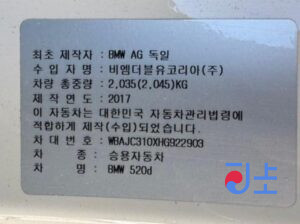 최초 제작자 : BMW AG 독일
수 입 자 명 : 비엠더블유코리아(주)
차량 총중량 : 2,035(2,045)KG
제 작 연 도 : 2017
이 자동차는 대한민국 자동차관리법령에
적합하게 제작(수입)되었습니다.
차 대 번 호 : WBAJC310XHG922903
차 종 : 승용자동차
차 명 : BMW 520d